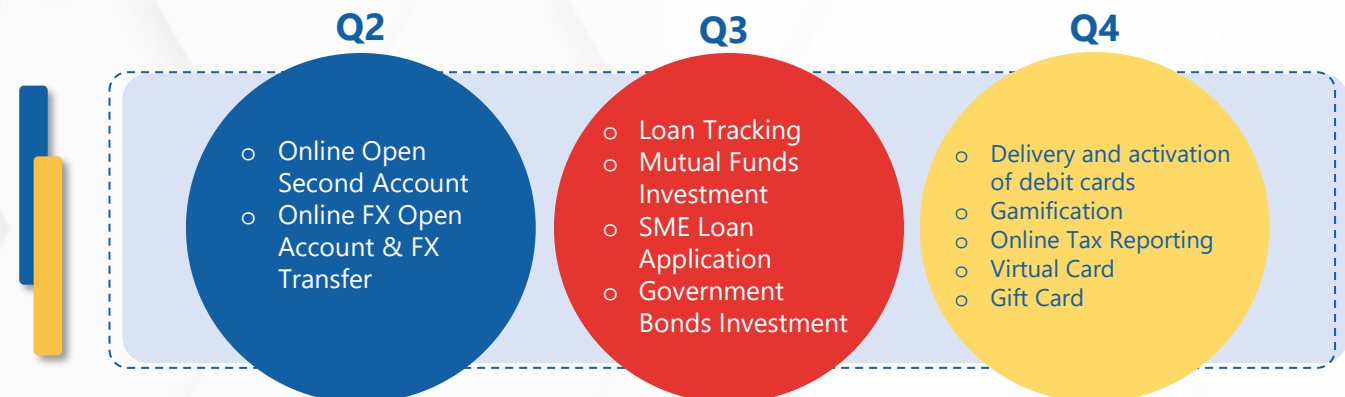 Q2
o Online Open
Second Account
o Online FX Open
Account & FX
Transfer
Q3
o Loan Tracking
o Mutual Funds
Investment
o SME Loan
Application
o Government
Bonds Investment
Q4
o Delivery and activation
of debit cards
o Gamification
o Online Tax Reporting
o Virtual Card
o Gift Card